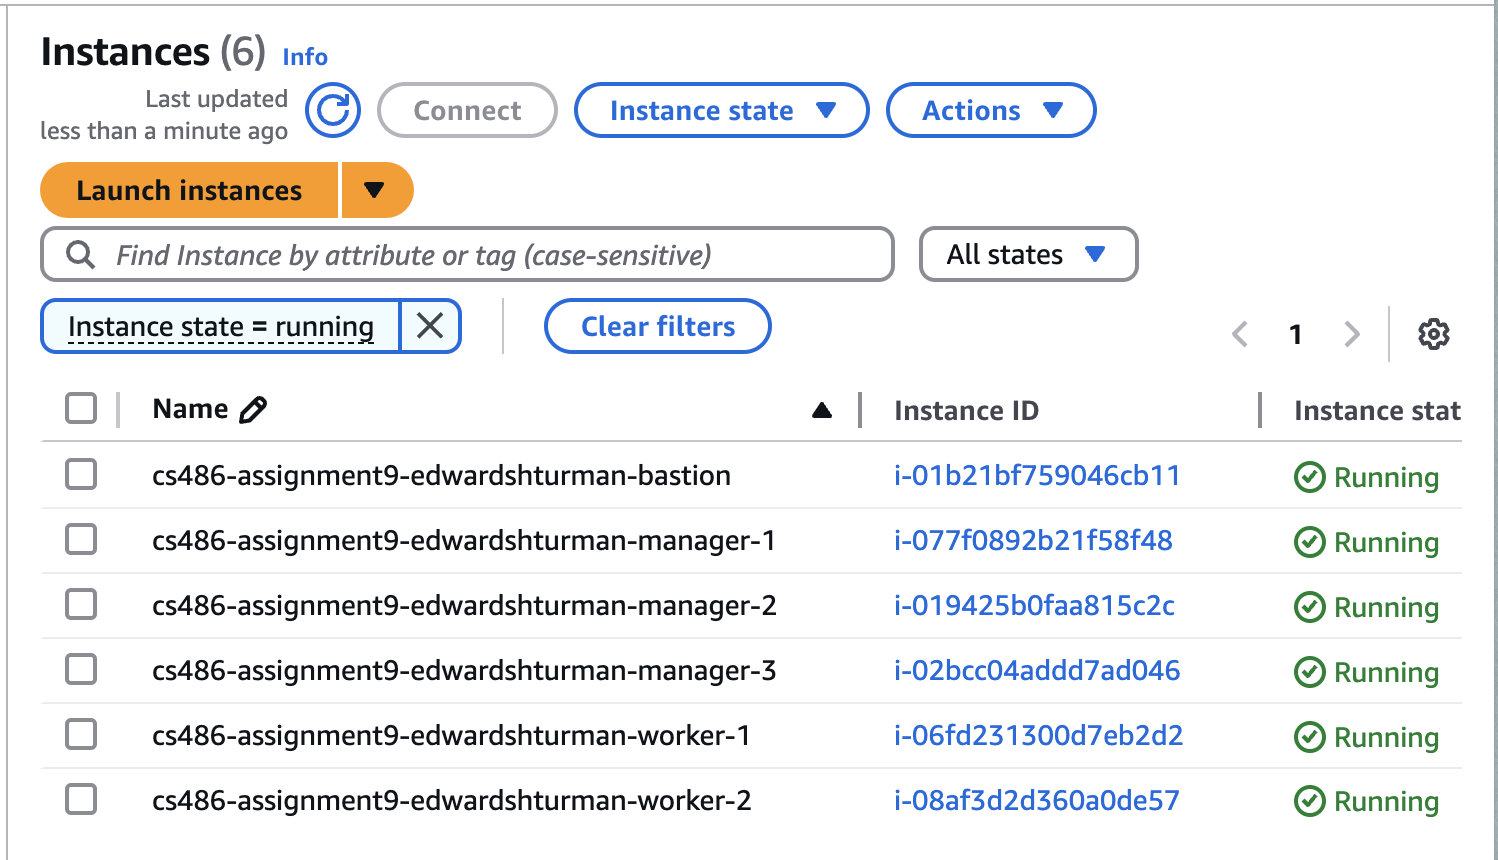 Instances (6) Info
Last updated
less than a minute ago
Connect
Instance state
Actions
Launch instances
Find Instance by attribute or tag (case-sensitive)
All states
Instance state = running
Clear filters
1
Name Instance ID Instance stat
cs486-assignment9-edwardshturman-bastion i-01b21bf759046cb11 Running
cs486-assignment9-edwardshturman-manager-1 i-077f0892b21f58f48 Running
cs486-assignment9-edwardshturman-manager-2 i-019425b0faa815c2c Running
cs486-assignment9-edwardshturman-manager-3 i-02bcc04addd7ad046 Running
cs486-assignment9-edwardshturman-worker-1 i-06fd231300d7eb2d2 Running
cs486-assignment9-edwardshturman-worker-2 i-08af3d2d360a0de57 Running